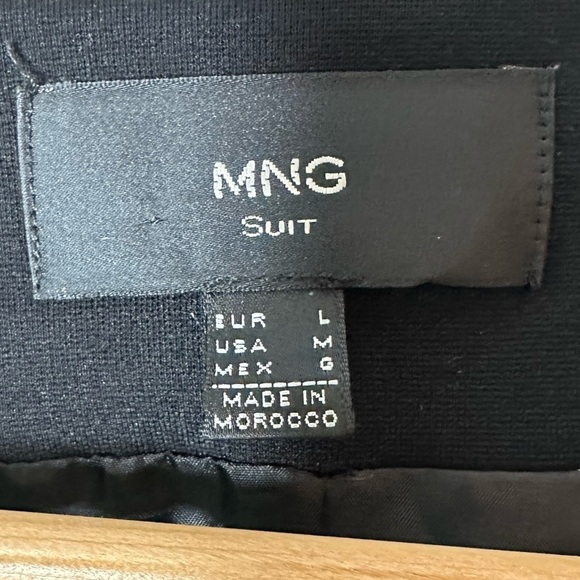 MNG
SUIT
EUR L
USA M
MEX G
MADE IN
MOROCCO